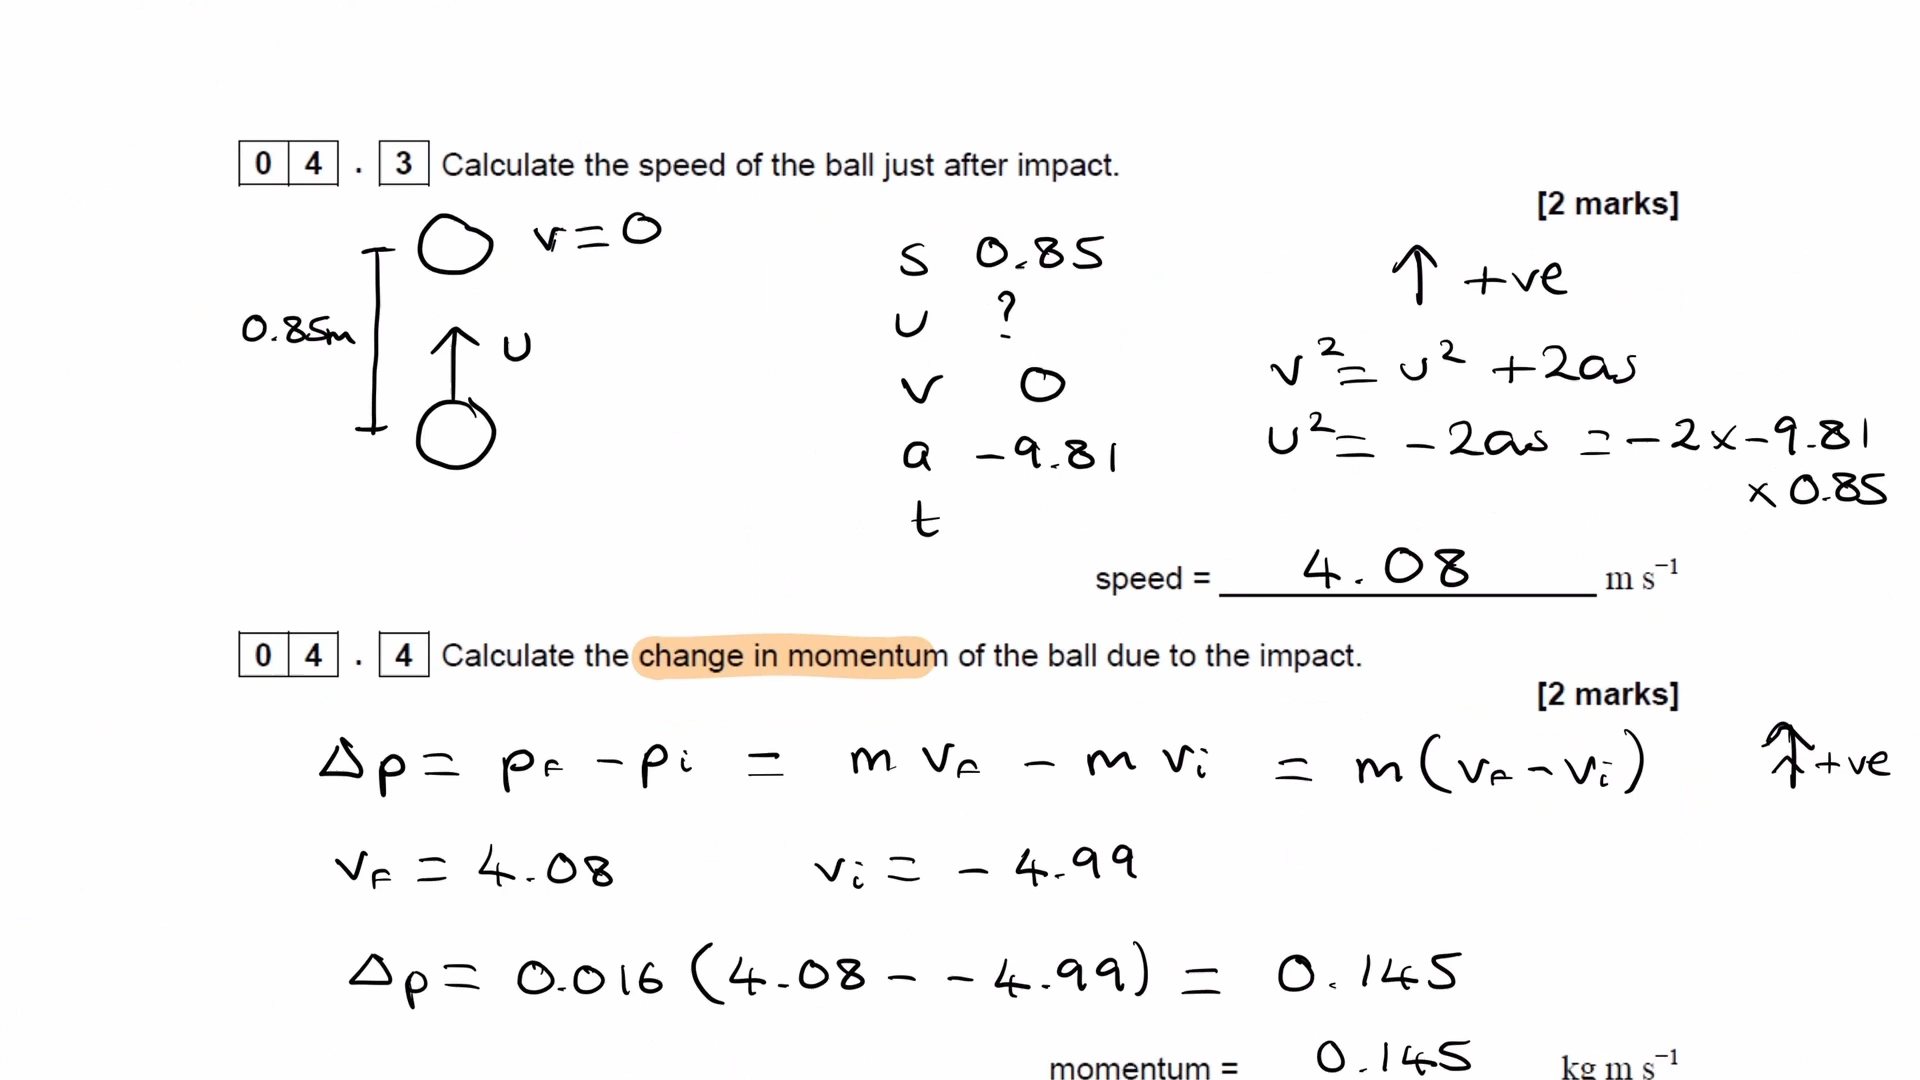 0 4 . 3 Calculate the speed of the ball just after impact.
[2 marks]
v = 0
0.85m
U
s 0.85
u ?
v 0
a -9.81
t
↑ +ve
v² = u² + 2as
u² = -2as = -2 x -9.81
x 0.85
speed = 4.08 m s⁻¹
0 4 . 4 Calculate the change in momentum of the ball due to the impact.
[2 marks]
Δp = pF - pi = m vF - m vi = m(vF - vi) ↑ +ve
vF = 4.08 vi = - 4.99
Δp = 0.016 (4.08 - - 4.99) = 0.145
momentum = 0.145 kg m s⁻¹